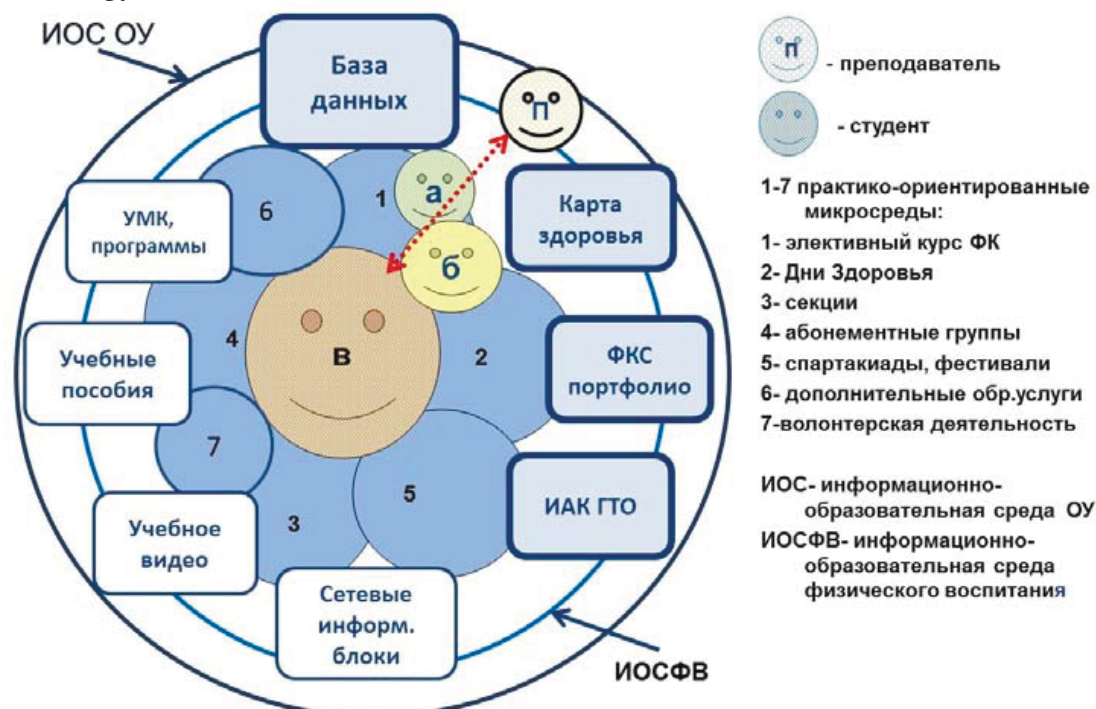 ИОС ОУ
База
данных
П
а
1
6
УМК,
программы
Карта
здоровья
б
Учебные
пособия
4
В
2
ФКС
портфолио
7
5
ИАК ГТО
Учебное
видео
3
Сетевые
информ.
блоки
ИОСФВ
П - преподаватель
- студент
1-7 практико-ориентированные
микросреды:
1- элективный курс ФК
2- Дни Здоровья
3- секции
4- абонементные группы
5- спартакиады, фестивали
6- дополнительные обр.услуги
7-волонтерская деятельность
ИОС- информационно-
образовательная среда ОУ
ИОСФВ- информационно-
образовательная среда
физического воспитания